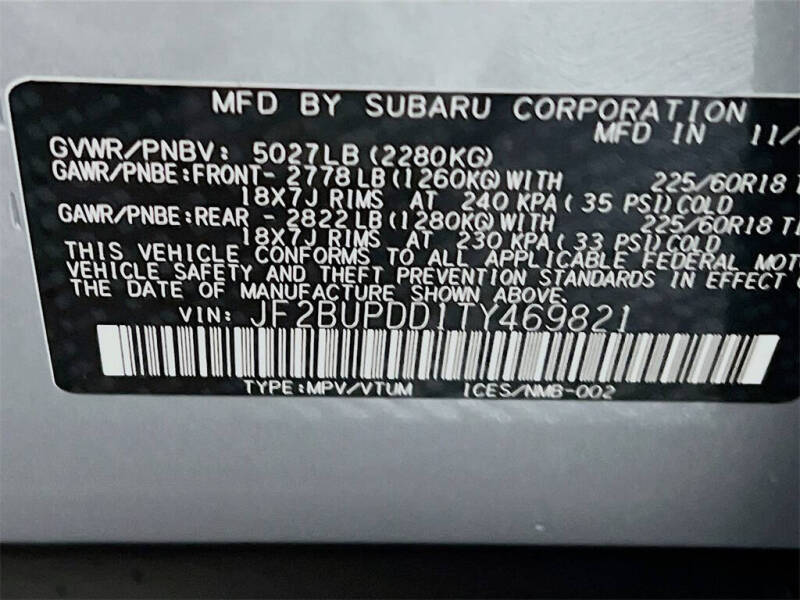 MFD BY SUBARU CORPORATION
MFD IN 11/
GVWR/PNBV: 5027LB(2280KG)
GAWR/PNBE:FRONT- 2778LB(1260KG)WITH 225/60R18
18X7J RIMS AT 240 KPA( 35 PSI)COLD
GAWR/PNBE:REAR - 2822LB(1280KG)WITH 225/60R18
18X7J RIMS AT 230 KPA( 33 PSI)COLD
THIS VEHICLE CONFORMS TO ALL APPLICABLE FEDERAL MOT
VEHICLE SAFETY AND THEFT PREVENTION STANDARDS IN EFFECT
THE DATE OF MANUFACTURE SHOWN ABOVE.
VIN: JF2BUPDD1TY469821
TYPE:MPV/VTUM ICES/NMB-002